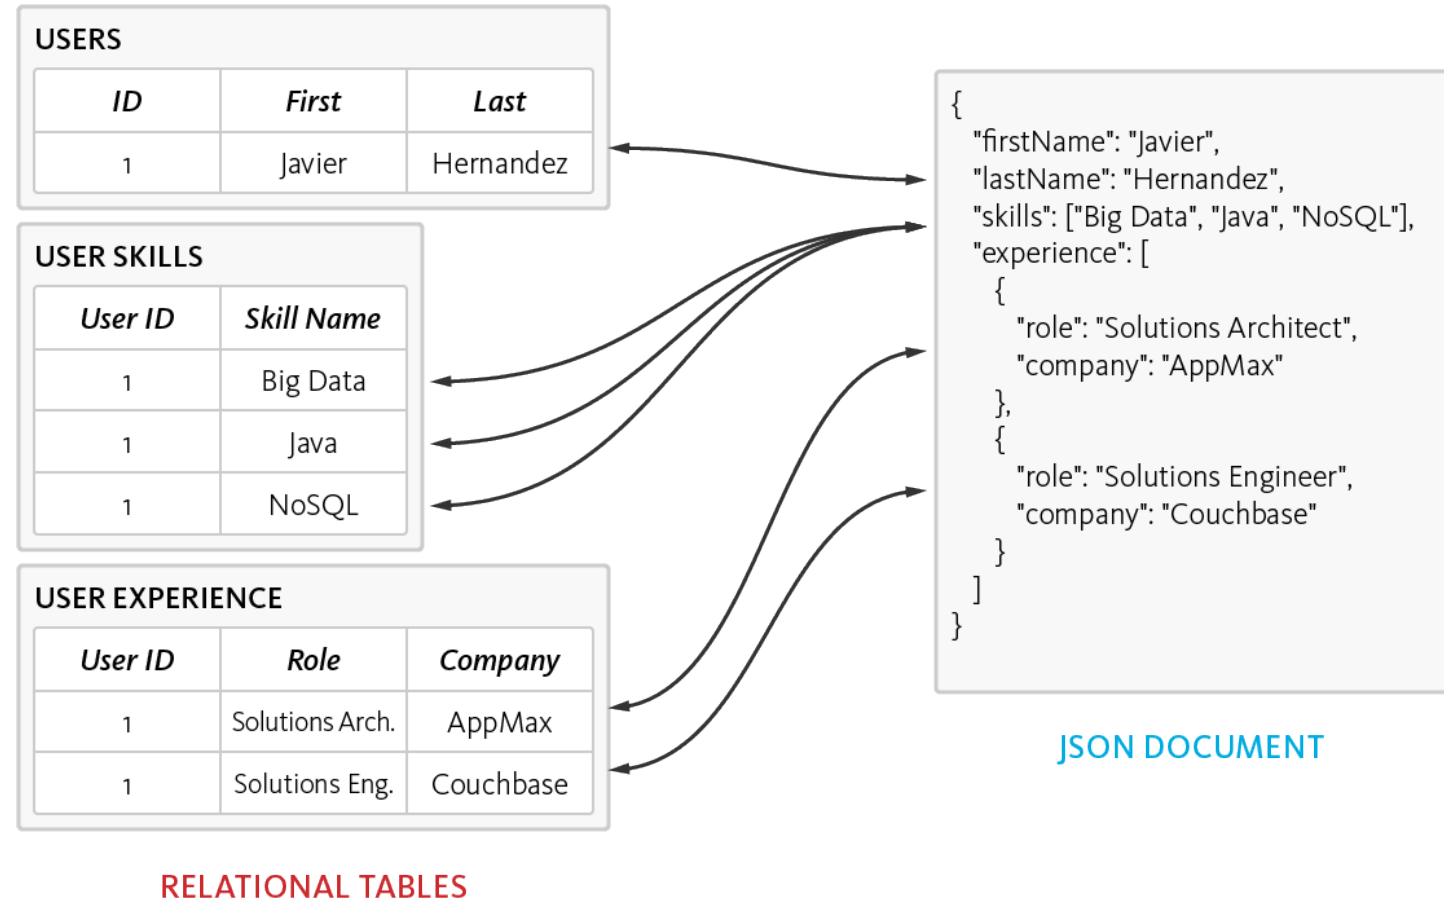 USERS
ID First Last
1 Javier Hernandez
USER SKILLS
User ID Skill Name
1 Big Data
1 Java
1 NoSQL
USER EXPERIENCE
User ID Role Company
1 Solutions Arch. AppMax
1 Solutions Eng. Couchbase
RELATIONAL TABLES
{
"firstName": "Javier",
"lastName": "Hernandez",
"skills": ["Big Data", "Java", "NoSQL"],
"experience": [
{
"role": "Solutions Architect",
"company": "AppMax"
},
{
"role": "Solutions Engineer",
"company": "Couchbase"
}
]
}
JSON DOCUMENT